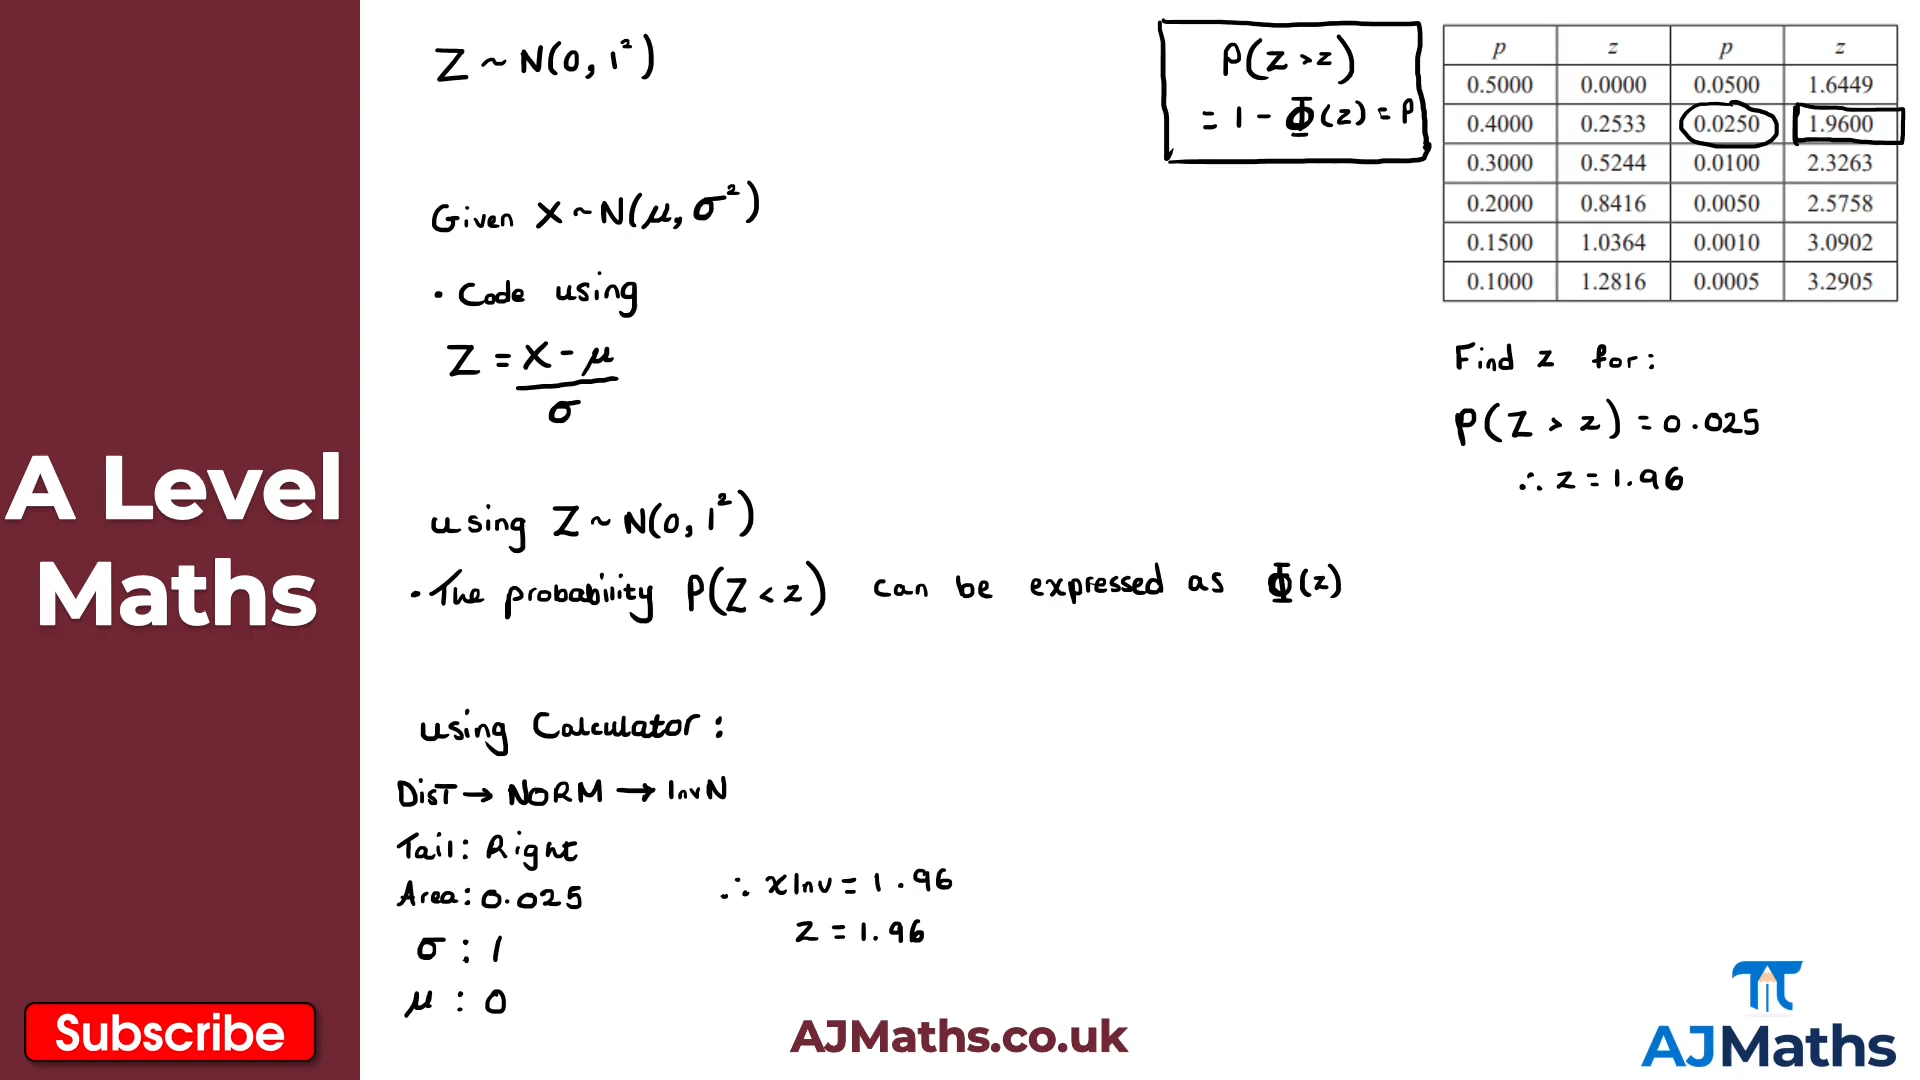 A Level
Maths
Subscribe
Z ~ N(0, 1²)
Given X ~ N(μ, σ²)
· Code using
Z = X - μ
σ
using Z ~ N(0, 1²)
· The probability P(Z < z) can be expressed as Φ(z)
using Calculator:
DisT → NORM → InvN
Tail: Right
Area: 0.025
σ : 1
μ : 0
∴ xInv = 1.96
z = 1.96
P(Z > z)
= 1 - Φ(z) = P
p z p z
0.5000 0.0000 0.0500 1.6449
0.4000 0.2533 0.0250 1.9600
0.3000 0.5244 0.0100 2.3263
0.2000 0.8416 0.0050 2.5758
0.1500 1.0364 0.0010 3.0902
0.1000 1.2816 0.0005 3.2905
Find z for:
P(Z > z) = 0.025
∴ z = 1.96
AJMaths.co.uk
AJMaths